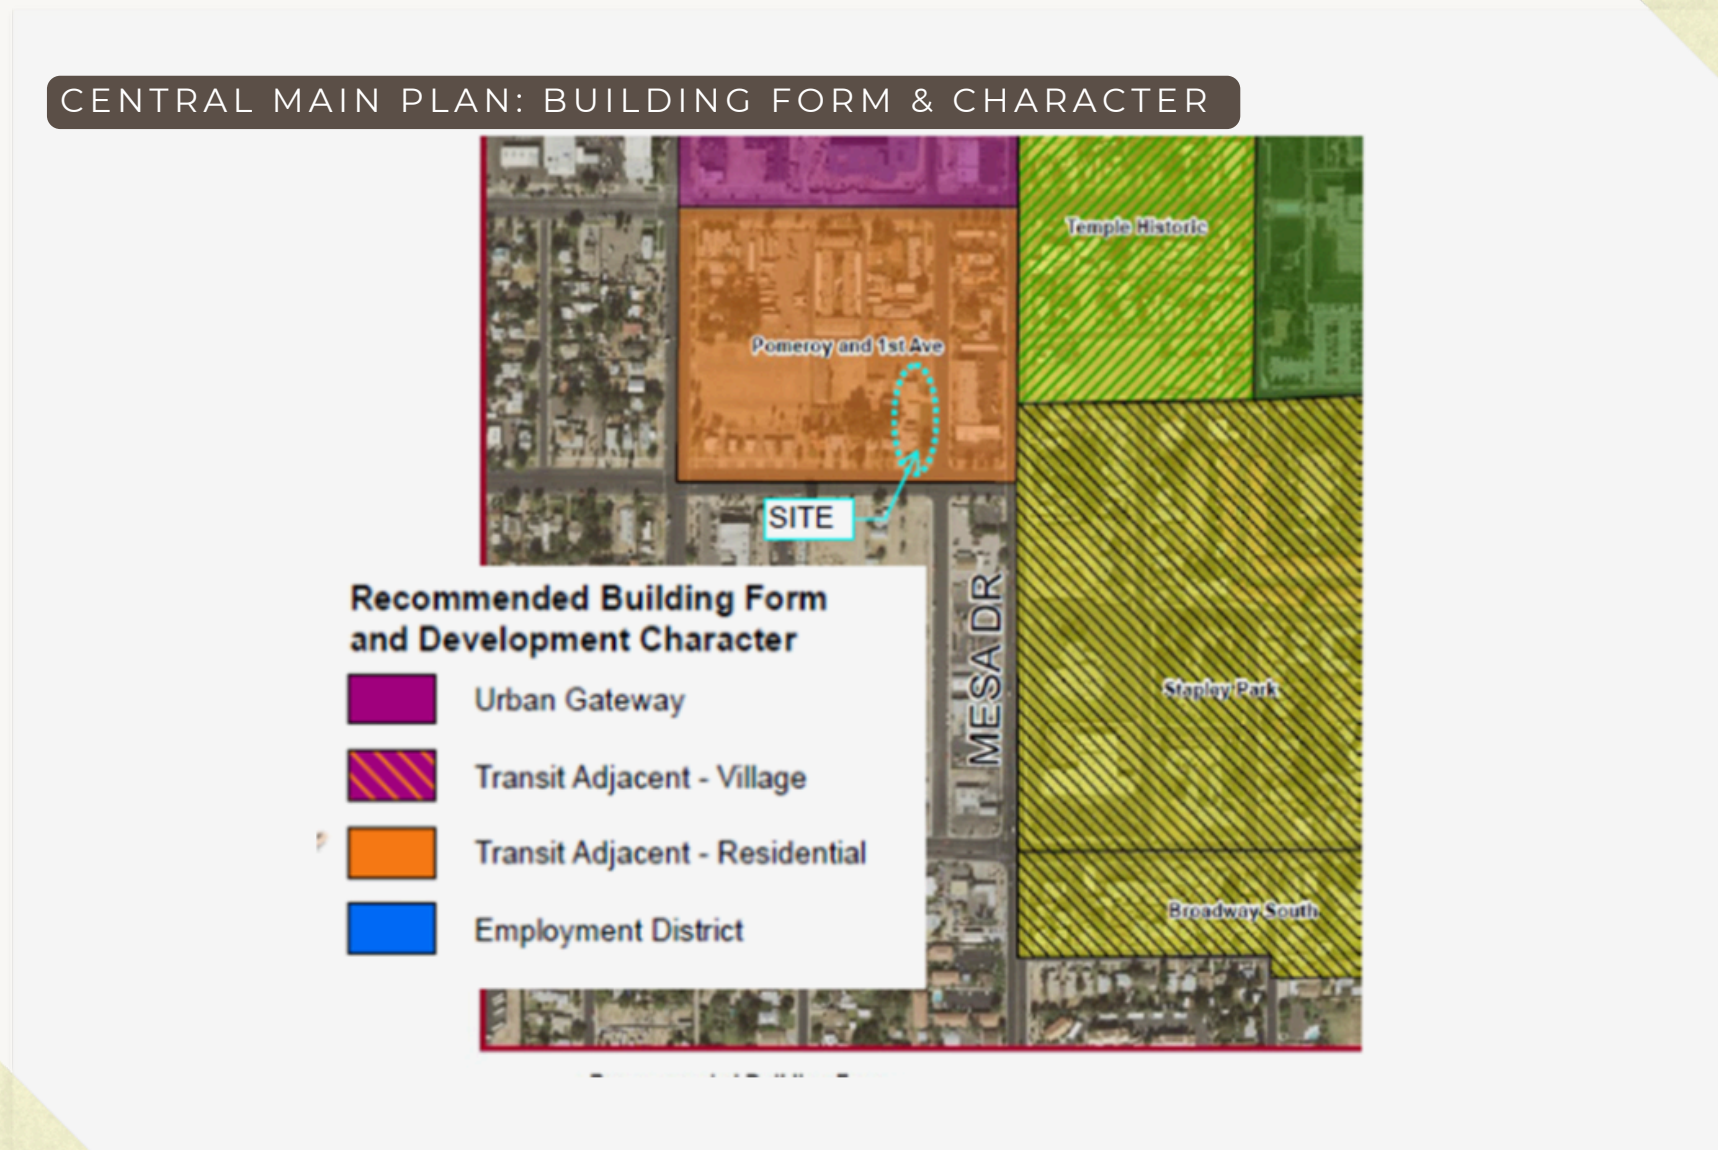 CENTRAL MAIN PLAN: BUILDING FORM & CHARACTER
Temple Historic
Pomeroy and 1st Ave
SITE
MESA DR
Stapley Park
Broadway South
Recommended Building Form
and Development Character
Urban Gateway
Transit Adjacent - Village
Transit Adjacent - Residential
Employment District